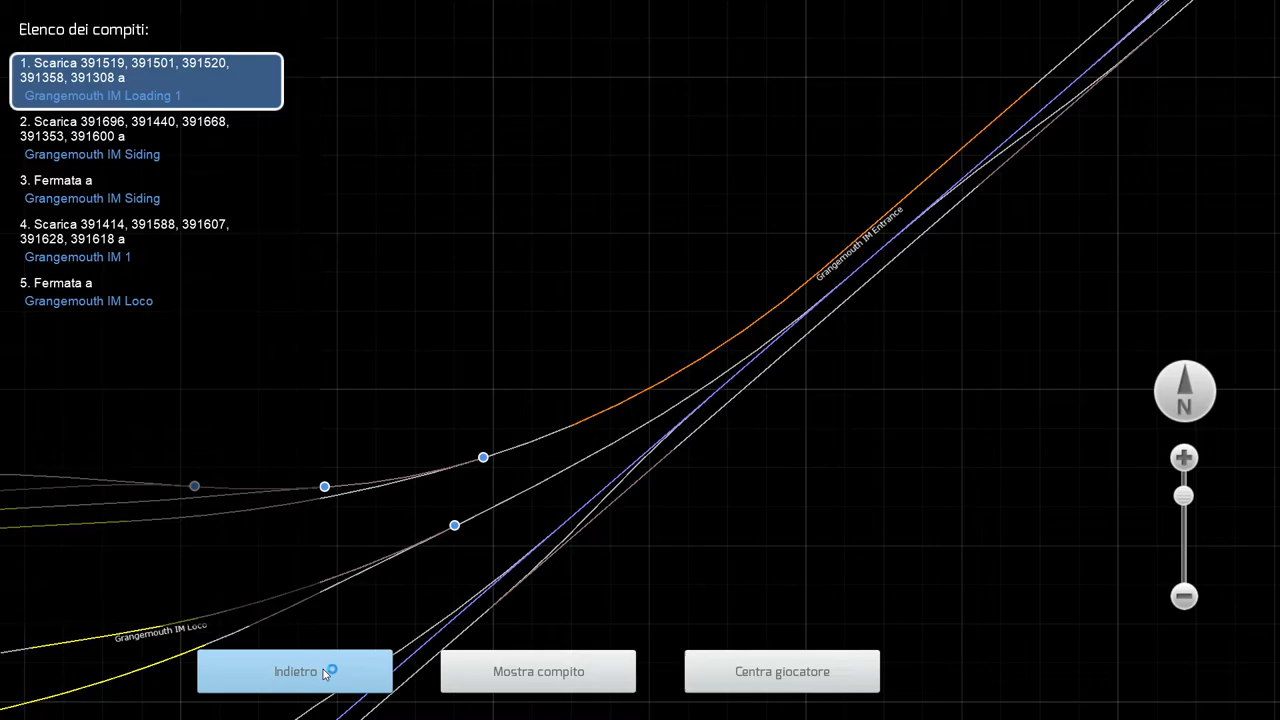 Elenco dei compiti:
1. Scarica 391519, 391501, 391520,
391358, 391308 a
Grangemouth IM Loading 1
2. Scarica 391696, 391440, 391668,
391353, 391600 a
Grangemouth IM Siding
3. Fermata a
Grangemouth IM Siding
4. Scarica 391414, 391588, 391607,
391628, 391618 a
Grangemouth IM 1
5. Fermata a
Grangemouth IM Loco
Grangemouth IM Entrance
N
Grangemouth IM Loco
Indietro
Mostra compito
Centra giocatore